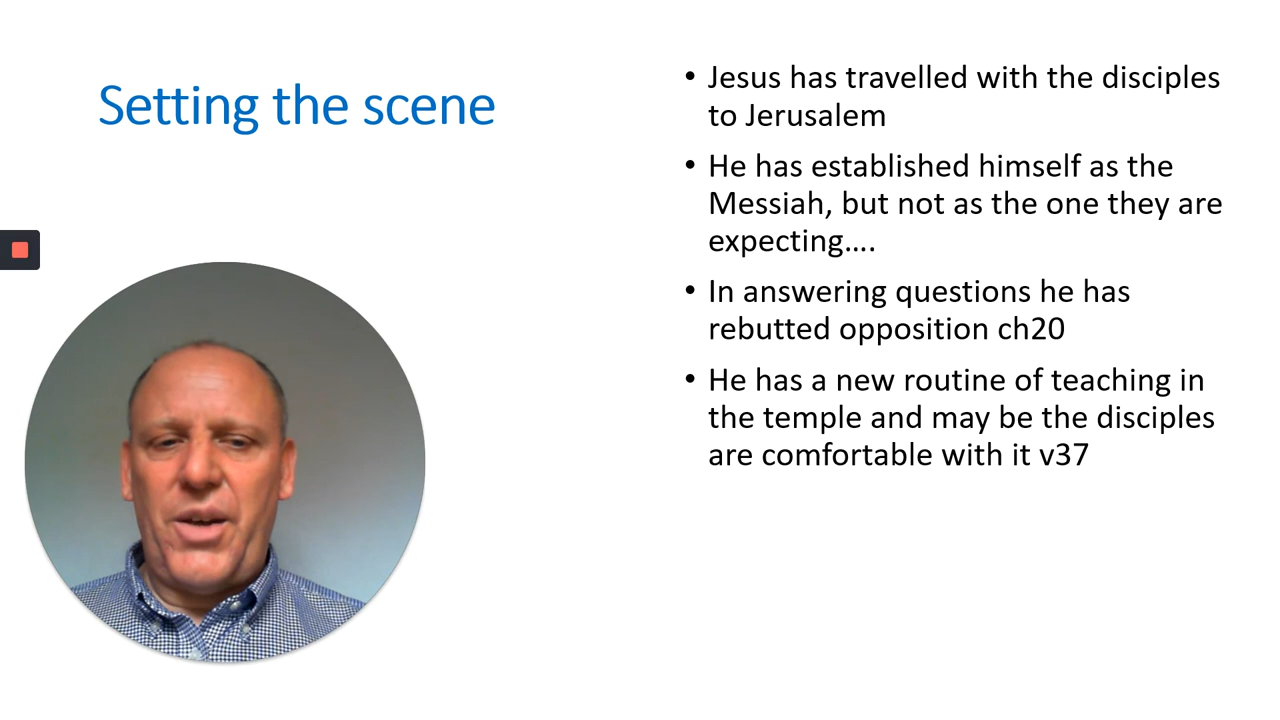 Setting the scene
• Jesus has travelled with the disciples
to Jerusalem
• He has established himself as the
Messiah, but not as the one they are
expecting....
• In answering questions he has
rebutted opposition ch20
• He has a new routine of teaching in
the temple and may be the disciples
are comfortable with it v37